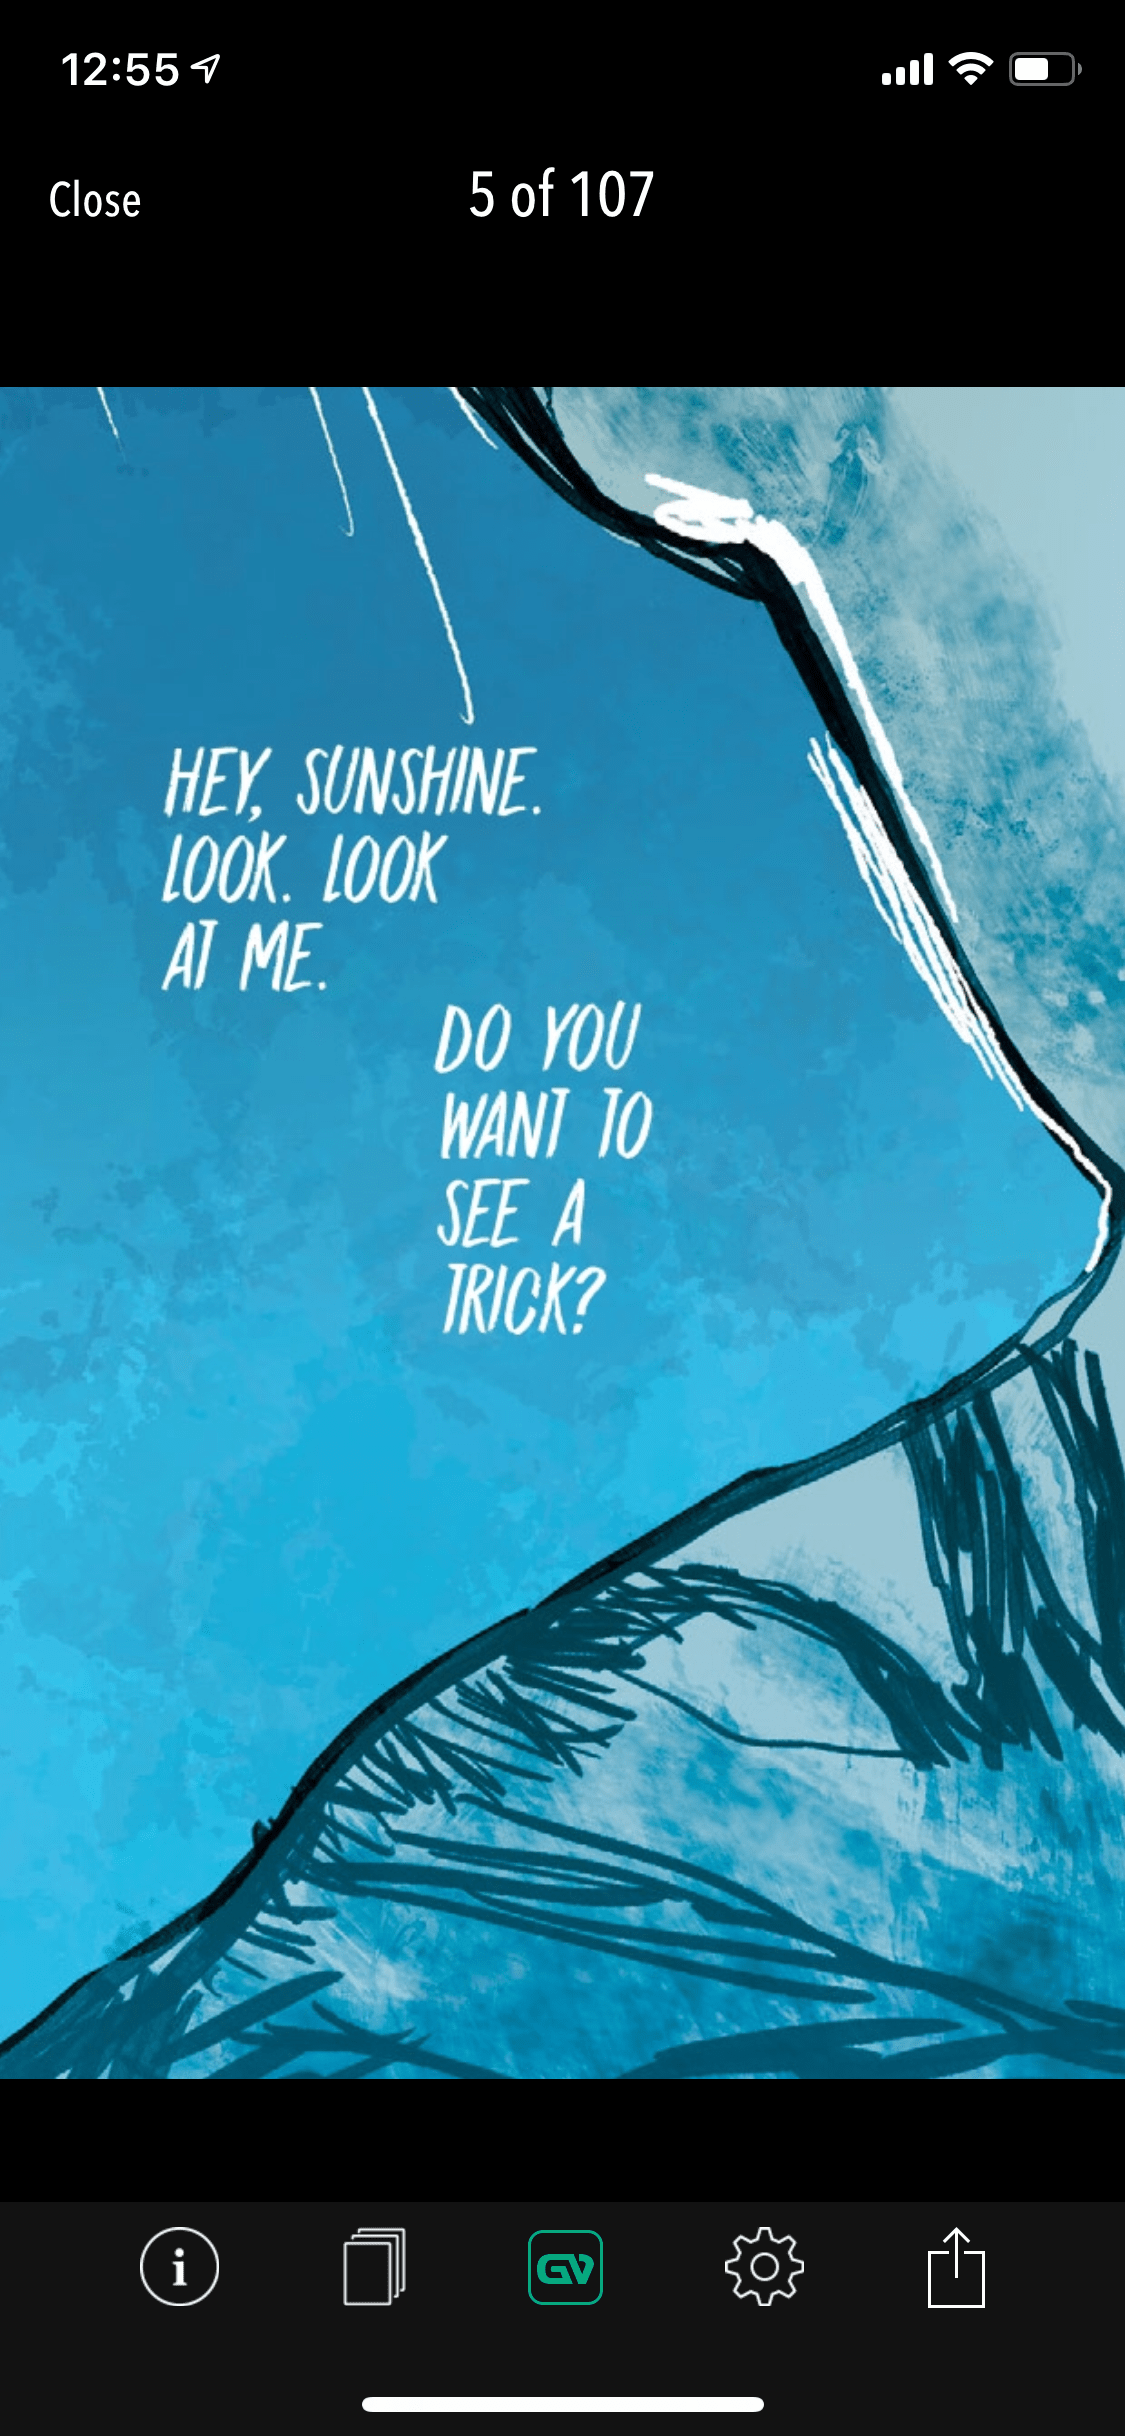 12:55
Close
5 of 107
HEY, SUNSHINE.
LOOK. LOOK
AT ME.
DO YOU
WANT TO
SEE A
TRICK?
i
GV